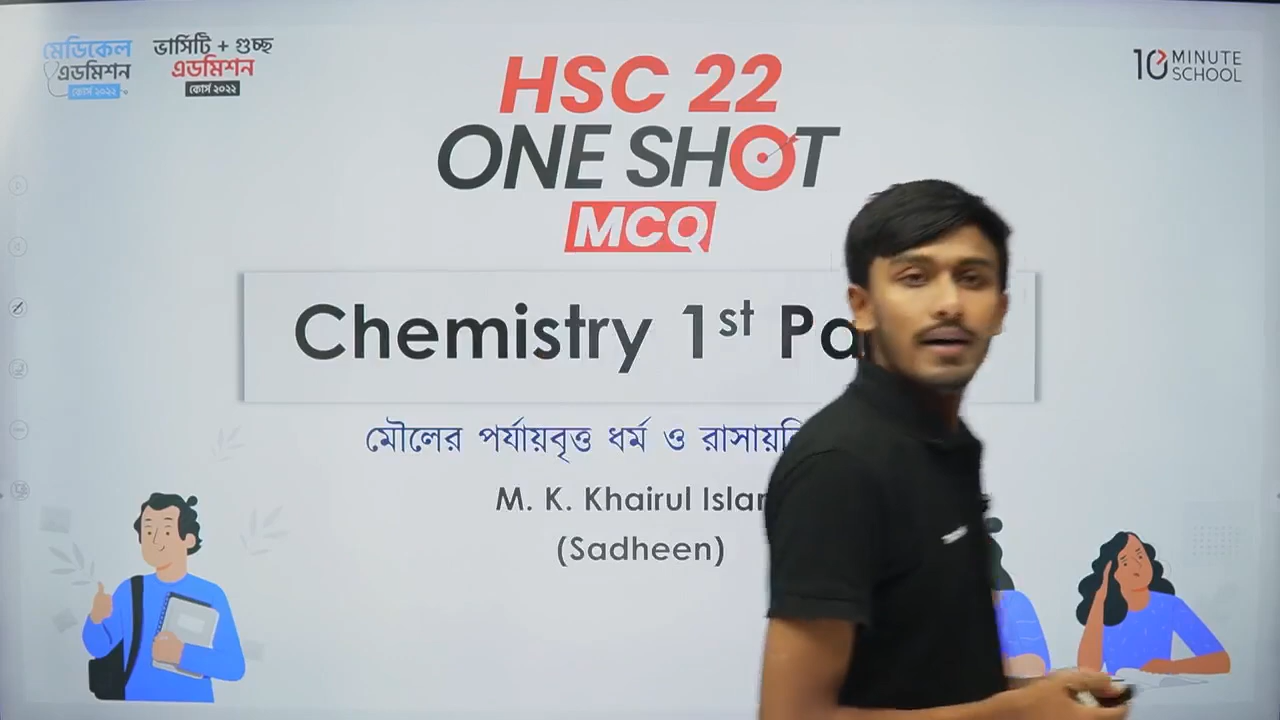 মেডিকেল
এডমিশন
কোর্স ২০২২
ভার্সিটি + গুচ্ছ
এডমিশন
কোর্স ২০২২
10 MINUTE
SCHOOL
HSC 22
ONE SHOT
MCQ
Chemistry 1st Pa
মৌলের পর্যায়বৃত্ত ধর্ম ও রাসায়নি
M. K. Khairul Islam
(Sadheen)